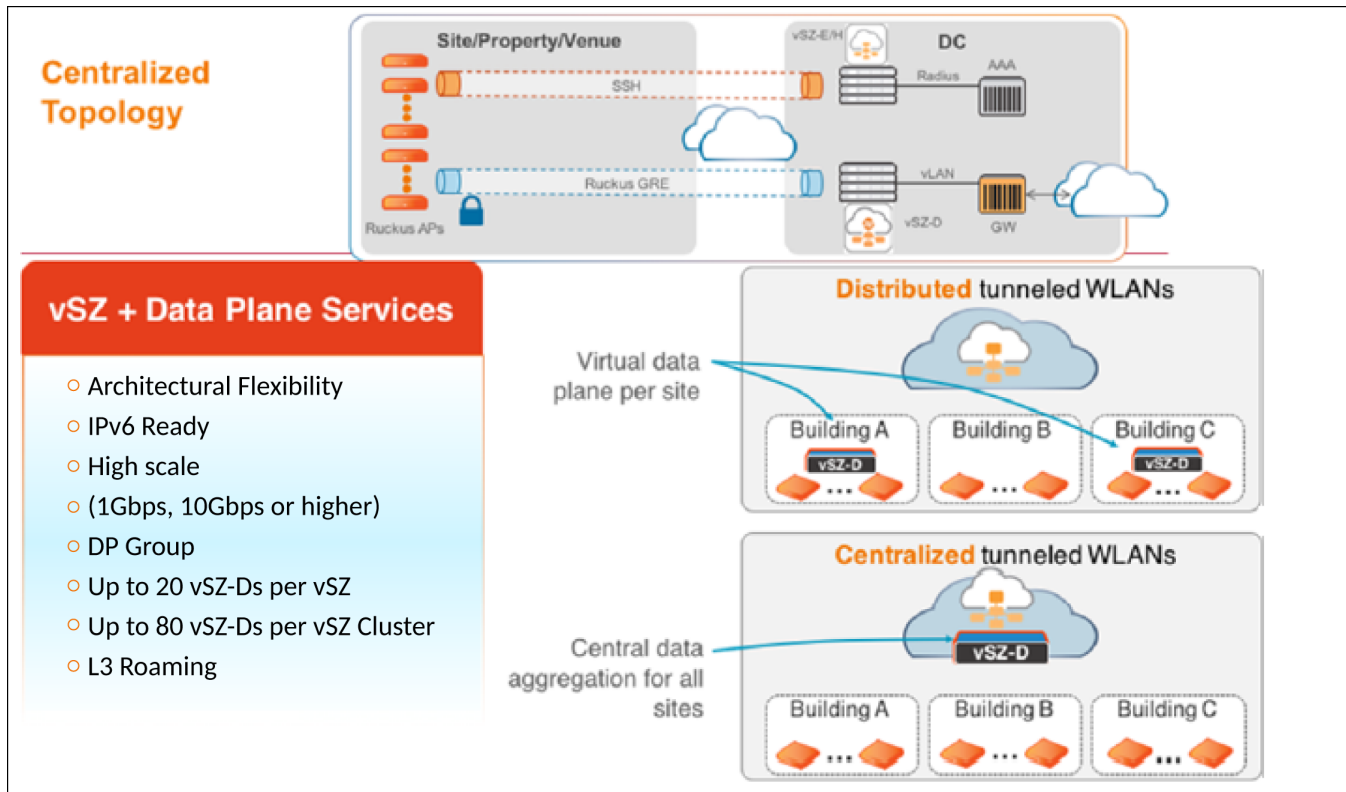 Centralized
Topology
Site/Property/Venue
vSZ-E/H
DC
AAA
SSH
Radius
Ruckus GRE
vLAN
Ruckus APs
vSZ-D
GW
vSZ + Data Plane Services
Architectural Flexibility
IPv6 Ready
High scale
(1Gbps, 10Gbps or higher)
DP Group
Up to 20 vSZ-Ds per vSZ
Up to 80 vSZ-Ds per vSZ Cluster
L3 Roaming
Distributed tunneled WLANs
Virtual data
plane per site
Building A
Building B
Building C
vSZ-D
vSZ-D
Centralized tunneled WLANs
vSZ-D
Central data
aggregation for all
sites
Building A
Building B
Building C